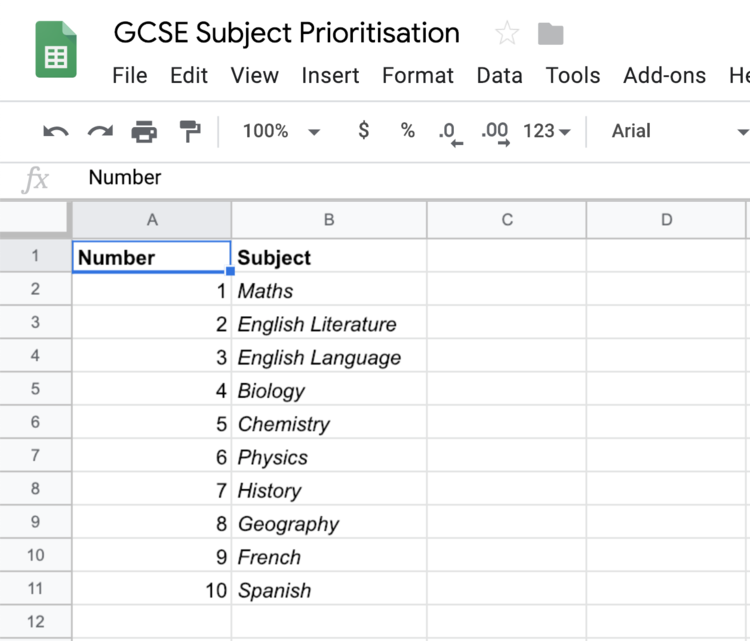 GCSE Subject Prioritisation
File Edit View Insert Format Data Tools Add-ons He
100% $ % .0 .00 123 Arial
fx Number
A B C D
1 Number Subject
2 1 Maths
3 2 English Literature
4 3 English Language
5 4 Biology
6 5 Chemistry
7 6 Physics
8 7 History
9 8 Geography
10 9 French
11 10 Spanish
12